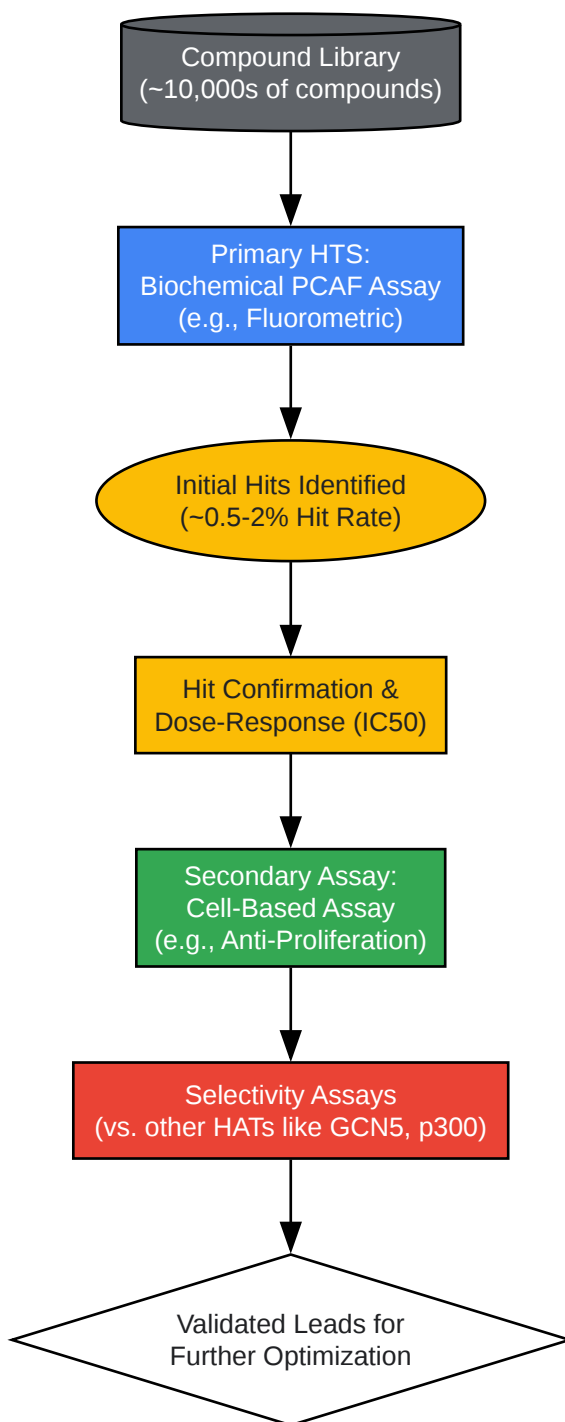 Compound Library
(~10,000s of compounds)
Primary HTS:
Biochemical PCAF Assay
(e.g., Fluorometric)
Initial Hits Identified
(~0.5-2% Hit Rate)
Hit Confirmation &
Dose-Response (IC50)
Secondary Assay:
Cell-Based Assay
(e.g., Anti-Proliferation)
Selectivity Assays
(vs. other HATs like GCN5, p300)
Validated Leads for
Further Optimization